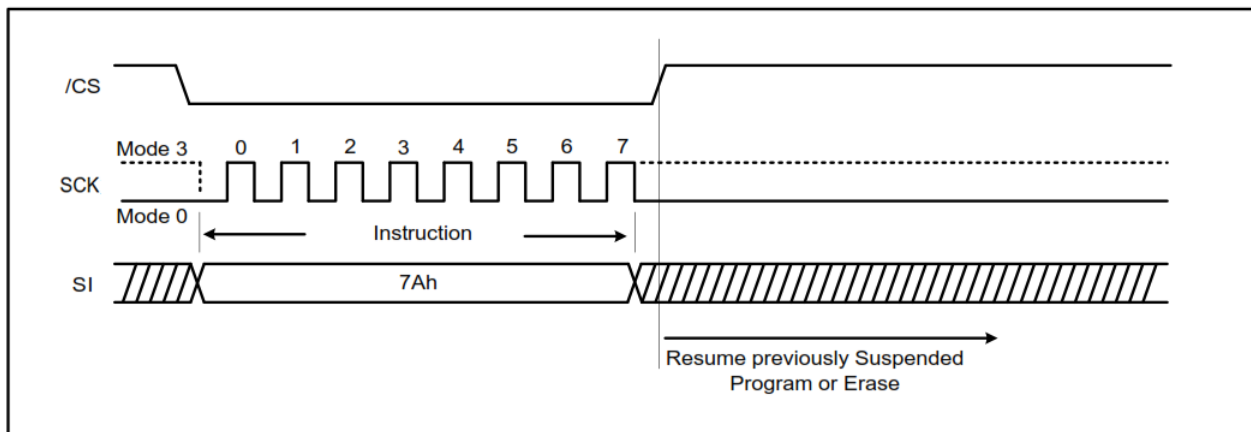 /CS
Mode 3 0 1 2 3 4 5 6 7
SCK
Mode 0
Instruction
SI 7Ah
Resume previously Suspended
Program or Erase